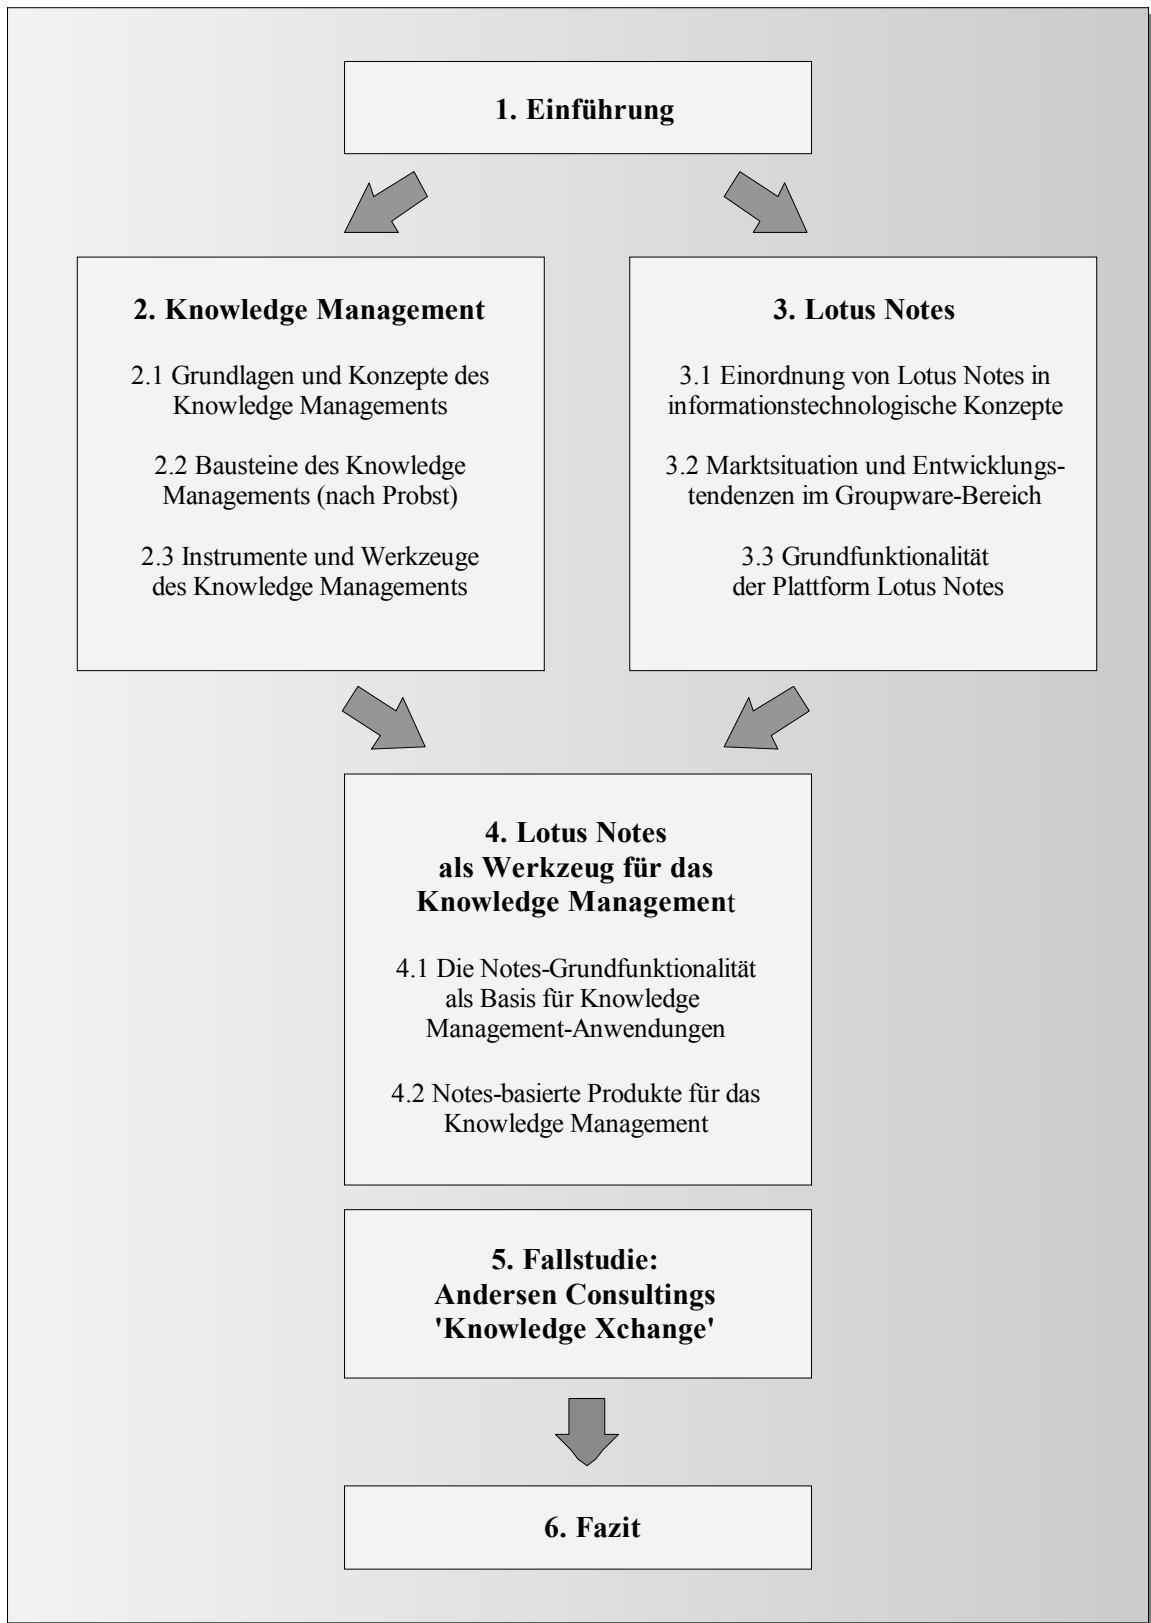 1. Einführung
2. Knowledge Management
2.1 Grundlagen und Konzepte des
Knowledge Managements
2.2 Bausteine des Knowledge
Managements (nach Probst)
2.3 Instrumente und Werkzeuge
des Knowledge Managements
3. Lotus Notes
3.1 Einordnung von Lotus Notes in
informationstechnologische Konzepte
3.2 Marktsituation und Entwicklungs-
tendenzen im Groupware-Bereich
3.3 Grundfunktionalität
der Plattform Lotus Notes
4. Lotus Notes
als Werkzeug für das
Knowledge Management
4.1 Die Notes-Grundfunktionalität
als Basis für Knowledge
Management-Anwendungen
4.2 Notes-basierte Produkte für das
Knowledge Management
5. Fallstudie:
Andersen Consultings
'Knowledge Xchange'
6. Fazit